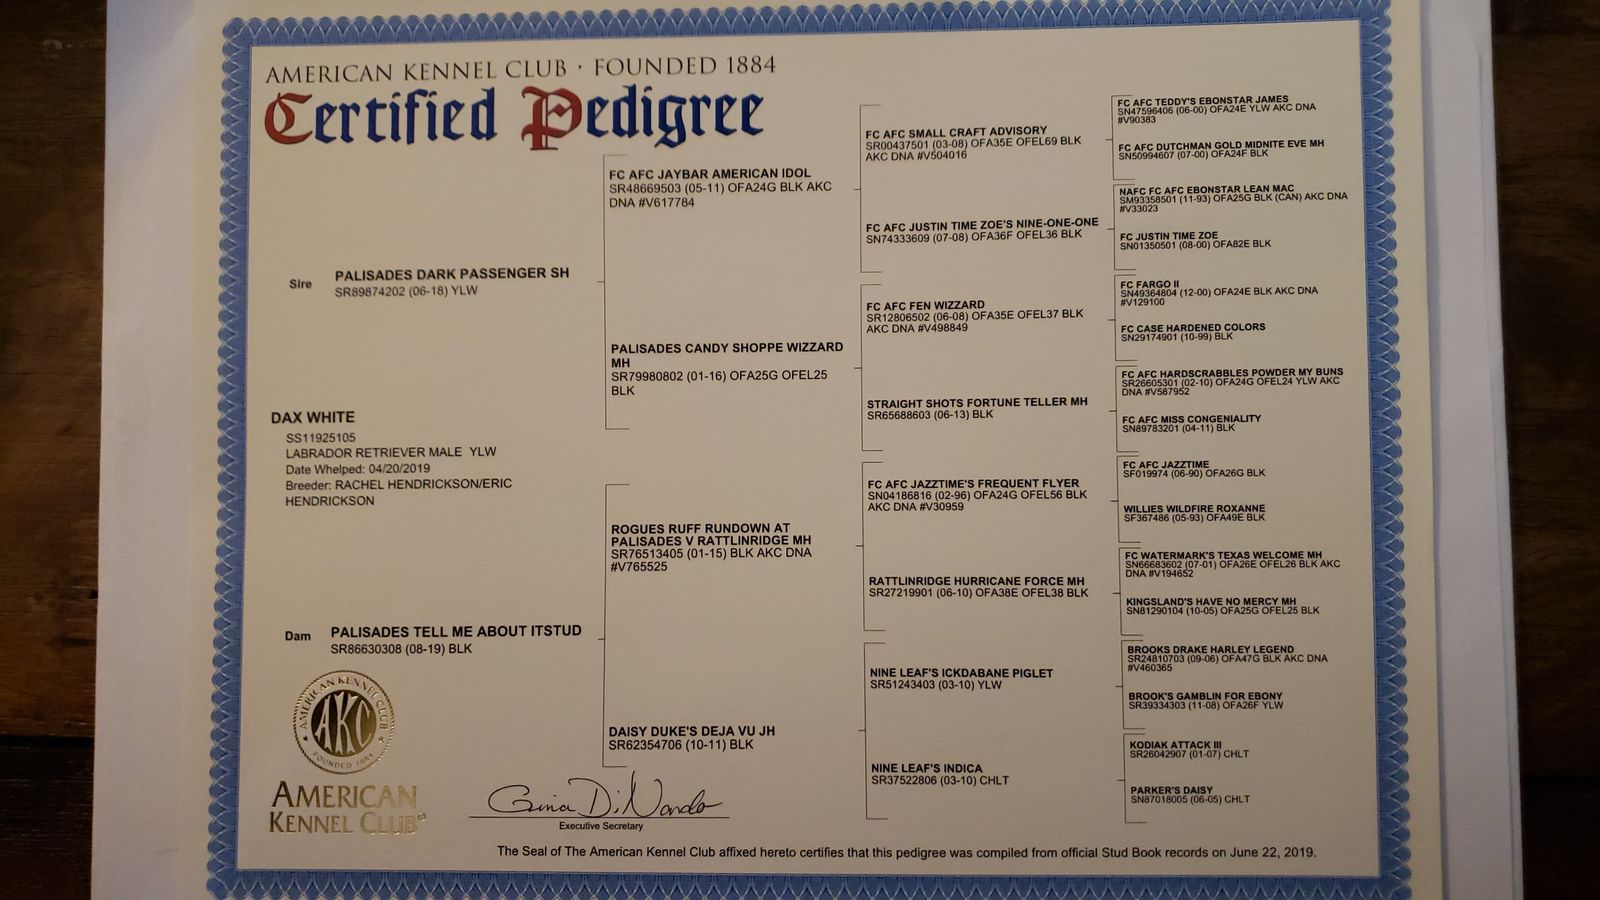 AMERICAN KENNEL CLUB · FOUNDED 1884
Certified Pedigree
DAX WHITE
SS11925105
LABRADOR RETRIEVER MALE YLW
Date Whelped: 04/20/2019
Breeder: RACHEL HENDRICKSON/ERIC
HENDRICKSON
Sire
PALISADES DARK PASSENGER SH
SR89874202 (06-18) YLW
Dam
PALISADES TELL ME ABOUT ITSTUD
SR86630308 (08-19) BLK
FC AFC JAYBAR AMERICAN IDOL
SR48669503 (05-11) OFA24G BLK AKC
DNA #V617784
PALISADES CANDY SHOPPE WIZZARD
MH
SR79980802 (01-16) OFA25G OFEL25
BLK
ROGUES RUFF RUNDOWN AT
PALISADES V RATTLINRIDGE MH
SR76513405 (01-15) BLK AKC DNA
#V765525
DAISY DUKE'S DEJA VU JH
SR62354706 (10-11) BLK
FC AFC SMALL CRAFT ADVISORY
SR00437501 (03-08) OFA35E OFEL69 BLK
AKC DNA #V504016
FC AFC JUSTIN TIME ZOE'S NINE-ONE-ONE
SN74333609 (07-08) OFA36F OFEL36 BLK
FC AFC FEN WIZZARD
SR12806502 (06-08) OFA35E OFEL37 BLK
AKC DNA #V498849
STRAIGHT SHOTS FORTUNE TELLER MH
SR65688603 (06-13) BLK
FC AFC JAZZTIME'S FREQUENT FLYER
SN04186816 (02-96) OFA24G OFEL56 BLK
AKC DNA #V30959
RATTLINRIDGE HURRICANE FORCE MH
SR27219901 (06-10) OFA38E OFEL38 BLK
NINE LEAF'S ICKDABANE PIGLET
SR51243403 (03-10) YLW
NINE LEAF'S INDICA
SR37522806 (03-10) CHLT
FC AFC TEDDY'S EBONSTAR JAMES
SN47596406 (06-00) OFA24E YLW AKC DNA
#V90383
FC AFC DUTCHMAN GOLD MIDNITE EVE MH
SN50994607 (07-00) OFA24F BLK
NAFC FC AFC EBONSTAR LEAN MAC
SM93358501 (11-93) OFA25G BLK (CAN) AKC DNA
#V33023
FC JUSTIN TIME ZOE
SN01350501 (08-00) OFA82E BLK
FC FARGO II
SN49364804 (12-00) OFA24E BLK AKC DNA
#V129100
FC CASE HARDENED COLORS
SN29174901 (10-99) BLK
FC AFC HARDSCRABBLES POWDER MY BUNS
SR26605301 (02-10) OFA24G OFEL24 YLW AKC
DNA #V587952
FC AFC MISS CONGENIALITY
SN89783201 (04-11) BLK
FC AFC JAZZTIME
SF019974 (06-90) OFA26G BLK
WILLIES WILDFIRE ROXANNE
SF367486 (05-93) OFA49E BLK
FC WATERMARK'S TEXAS WELCOME MH
SN66683602 (07-01) OFA26E OFEL26 BLK AKC
DNA #V194652
KINGSLAND'S HAVE NO MERCY MH
SN81290104 (10-05) OFA25G OFEL25 BLK
BROOKS DRAKE HARLEY LEGEND
SR24810703 (09-06) OFA47G BLK AKC DNA
#V460365
BROOK'S GAMBLIN FOR EBONY
SR39334303 (11-08) OFA26F YLW
KODIAK ATTACK III
SR26042907 (01-07) CHLT
PARKER'S DAISY
SN87018005 (06-05) CHLT
AMERICAN KENNEL CLUB
AKC
FOUNDED 1884
AMERICAN
KENNEL CLUB®
Gina DiNardo
Executive Secretary
The Seal of The American Kennel Club affixed hereto certifies that this pedigree was compiled from official Stud Book records on June 22, 2019.